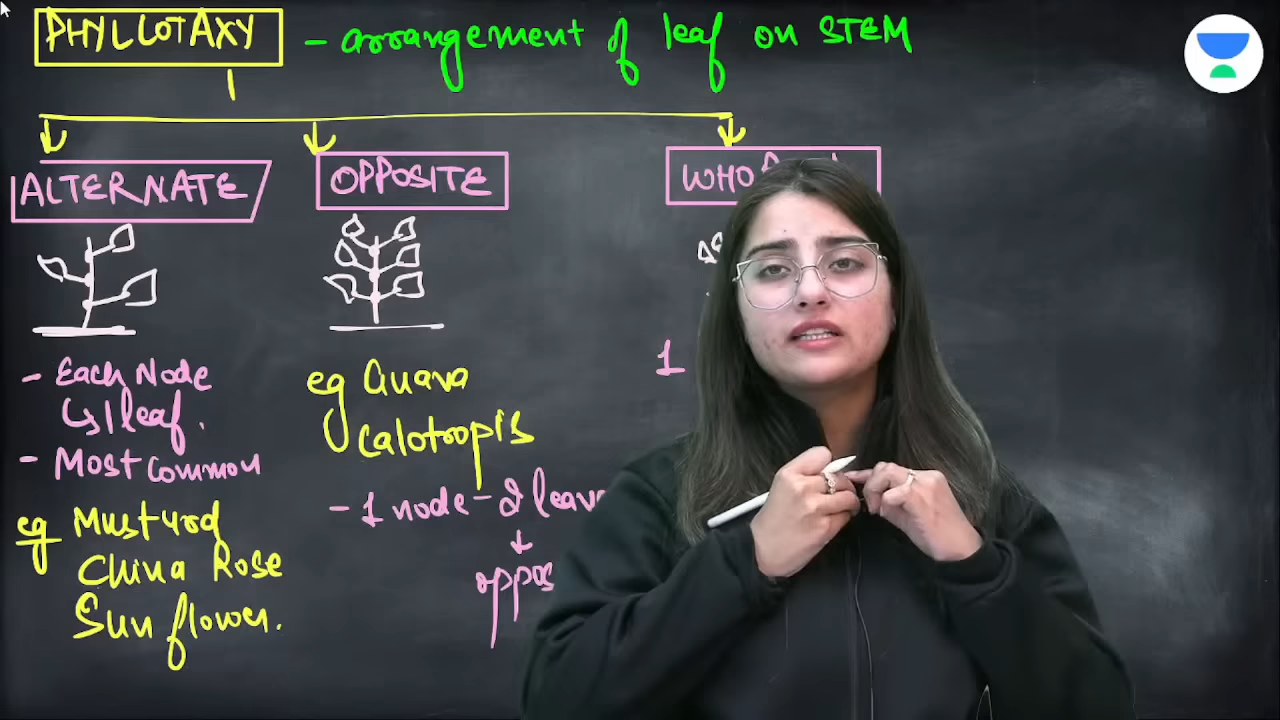 PHYLLOTAXY - arrangement of leaf on STEM
ALTERNATE
OPPOSITE
- Each Node
↳ 1 leaf.
- Most common
eg Mustard
China Rose
Sunflower.
eg Guava
Calotropis
- 1 node - 2
↓
1